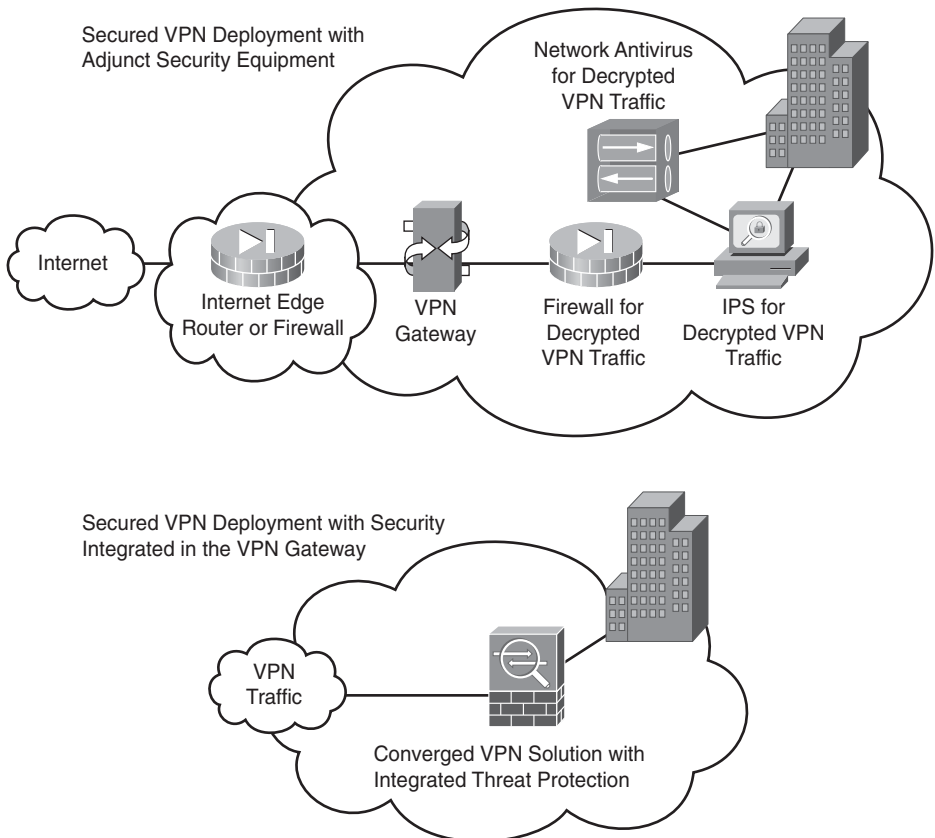 Secured VPN Deployment with
Adjunct Security Equipment
Network Antivirus
for Decrypted
VPN Traffic
Internet
Internet Edge
Router or Firewall
VPN
Gateway
Firewall for
Decrypted
VPN Traffic
IPS for
Decrypted VPN
Traffic
Secured VPN Deployment with Security
Integrated in the VPN Gateway
VPN
Traffic
Converged VPN Solution with
Integrated Threat Protection